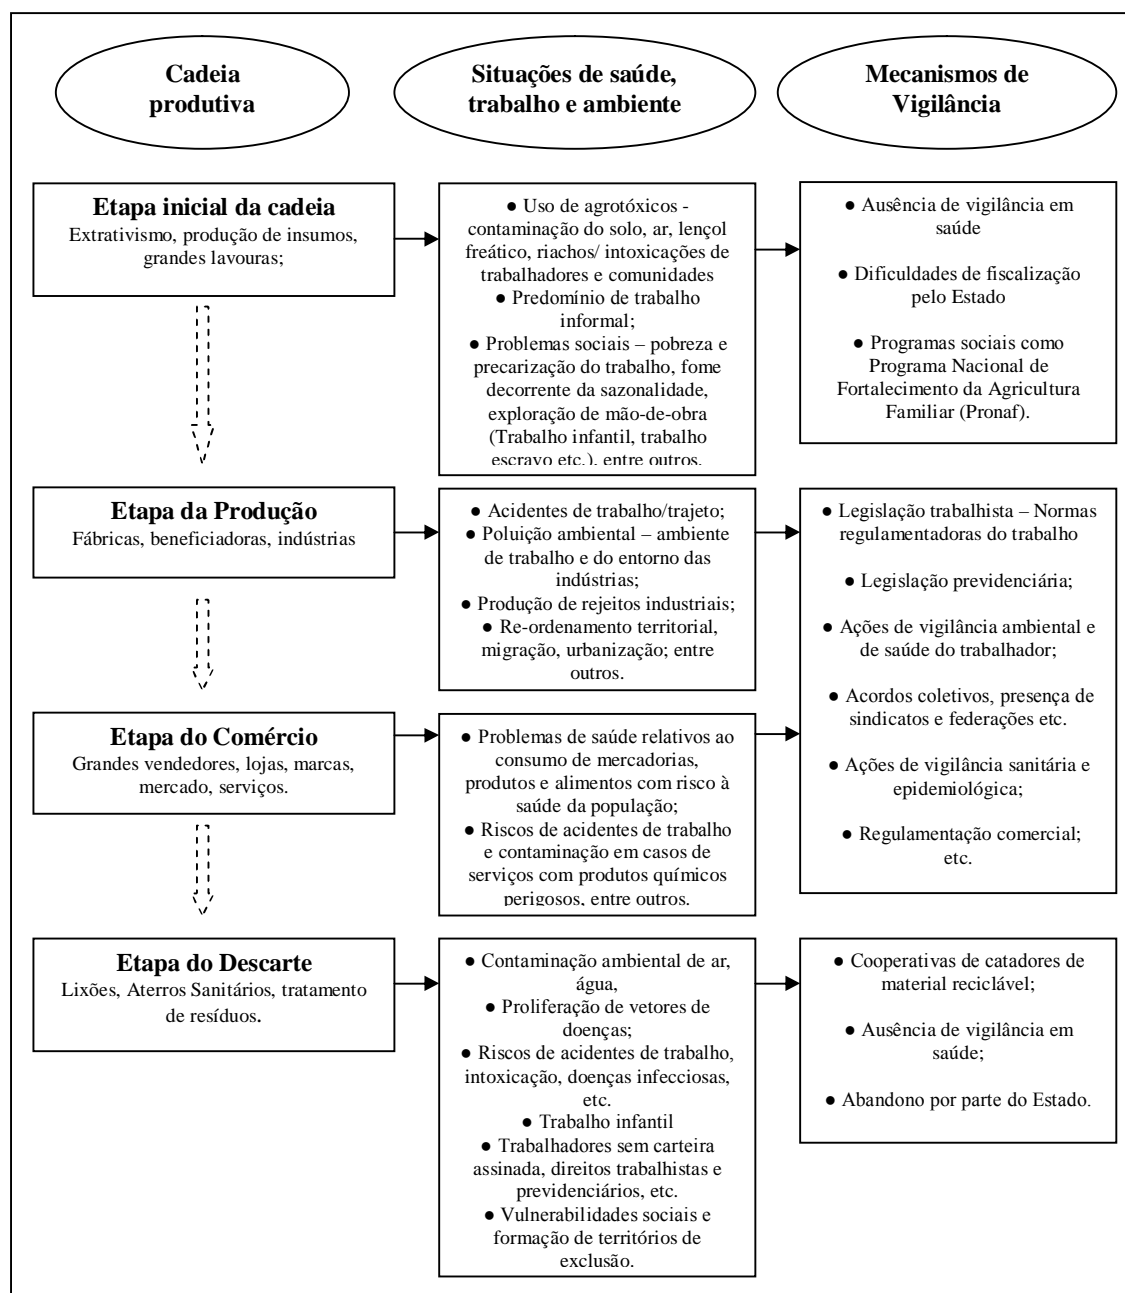 Cadeia
produtiva
Situações de saúde,
trabalho e ambiente
Mecanismos de
Vigilância
Etapa inicial da cadeia
Extrativismo, produção de insumos,
grandes lavouras;
● Uso de agrotóxicos -
contaminação do solo, ar, lençol
freático, riachos/ intoxicações de
trabalhadores e comunidades
● Predomínio de trabalho
informal;
● Problemas sociais – pobreza e
precarização do trabalho, fome
decorrente da sazonalidade,
exploração de mão-de-obra
(Trabalho infantil, trabalho
escravo etc.), entre outros.
● Ausência de vigilância em
saúde
● Dificuldades de fiscalização
pelo Estado
● Programas sociais como
Programa Nacional de
Fortalecimento da Agricultura
Familiar (Pronaf).
Etapa da Produção
Fábricas, beneficiadoras, indústrias
● Acidentes de trabalho/trajeto;
● Poluição ambiental – ambiente
de trabalho e do entorno das
indústrias;
● Produção de rejeitos industriais;
● Re-ordenamento territorial,
migração, urbanização; entre
outros.
● Legislação trabalhista – Normas
regulamentadoras do trabalho
● Legislação previdenciária;
● Ações de vigilância ambiental e
de saúde do trabalhador;
● Acordos coletivos, presença de
sindicatos e federações etc.
● Ações de vigilância sanitária e
epidemiológica;
● Regulamentação comercial;
etc.
Etapa do Comércio
Grandes vendedores, lojas, marcas,
mercado, serviços.
● Problemas de saúde relativos ao
consumo de mercadorias,
produtos e alimentos com risco à
saúde da população;
● Riscos de acidentes de trabalho
e contaminação em casos de
serviços com produtos químicos
perigosos, entre outros.
Etapa do Descarte
Lixões, Aterros Sanitários, tratamento
de resíduos.
● Contaminação ambiental de ar,
água,
● Proliferação de vetores de
doenças;
● Riscos de acidentes de trabalho,
intoxicação, doenças infecciosas,
etc.
● Trabalho infantil
● Trabalhadores sem carteira
assinada, direitos trabalhistas e
previdenciários, etc.
● Vulnerabilidades sociais e
formação de territórios de
exclusão.
● Cooperativas de catadores de
material reciclável;
● Ausência de vigilância em
saúde;
● Abandono por parte do Estado.